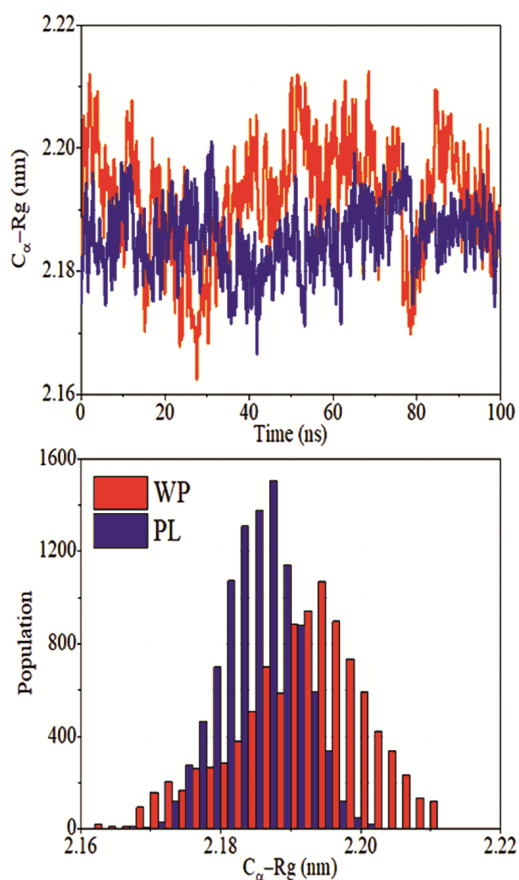 2.22
2.20
2.18
2.16
Cα–Rg (nm)
0 20 40 60 80 100
Time (ns)
1600
1200
800
400
0
Population
WP
PL
2.16 2.18 2.20 2.22
Cα–Rg (nm)